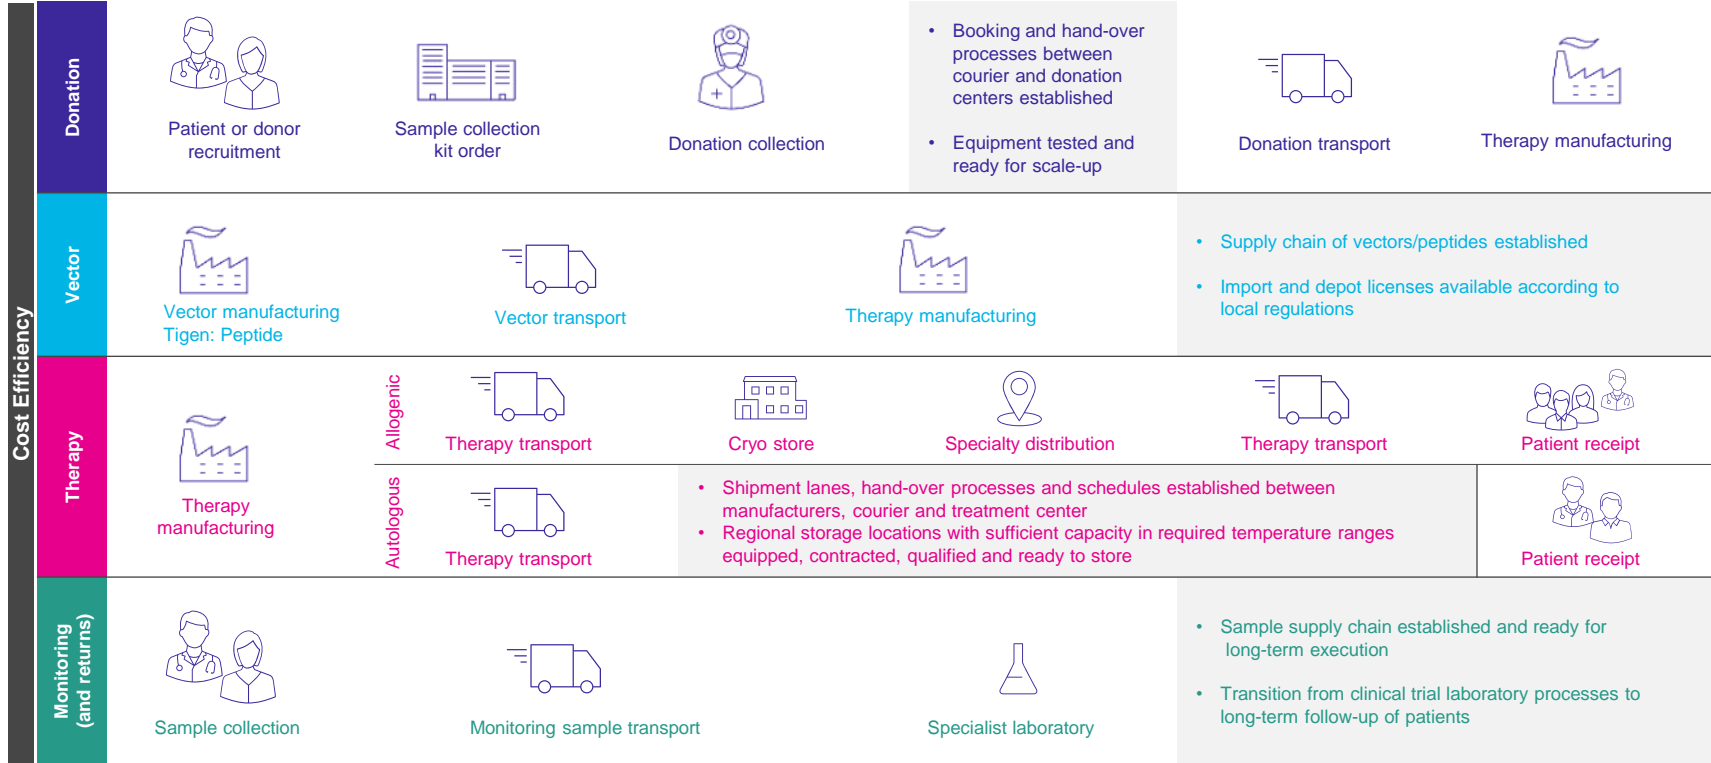 Cost Efficiency
Donation
Patient or donor
recruitment
Sample collection
kit order
Donation collection
• Booking and hand-over
processes between
courier and donation
centers established
• Equipment tested and
ready for scale-up
Donation transport
Therapy manufacturing
Vector
Vector manufacturing
Tigen: Peptide
Vector transport
Therapy manufacturing
• Supply chain of vectors/peptides established
• Import and depot licenses available according to
local regulations
Therapy
Therapy
manufacturing
Allogenic
Therapy transport
Cryo store
Specialty distribution
Therapy transport
Patient receipt
Autologous
Therapy transport
• Shipment lanes, hand-over processes and schedules established between
manufacturers, courier and treatment center
• Regional storage locations with sufficient capacity in required temperature ranges
equipped, contracted, qualified and ready to store
Patient receipt
Monitoring
(and returns)
Sample collection
Monitoring sample transport
Specialist laboratory
• Sample supply chain established and ready for
long-term execution
• Transition from clinical trial laboratory processes to
long-term follow-up of patients